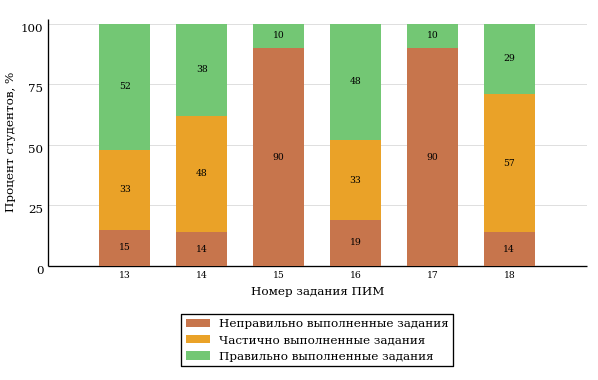 100
75
50
25
0
Процент студентов, %
52 38 10 48 10 29
33 48 90 33 90 57
15 14 19 14
13 14 15 16 17 18
Номер задания ПИМ
Неправильно выполненные задания
Частично выполненные задания
Правильно выполненные задания